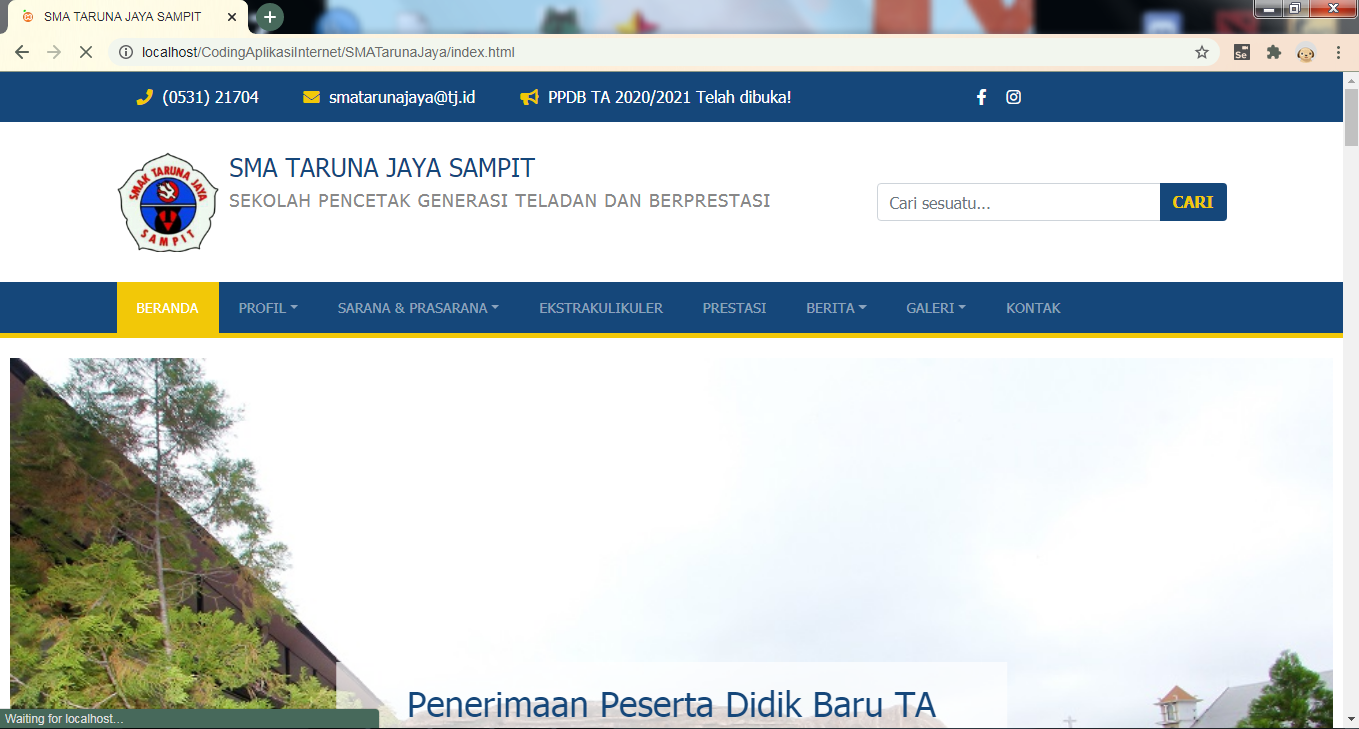 SMA TARUNA JAYA SAMPIT
localhost/CodingAplikasiInternet/SMATarunaJaya/index.html
Se
(0531) 21704 smatarunajaya@tj.id PPDB TA 2020/2021 Telah dibuka!
SMAK TARUNA JAYA
SAMPIT
SMA TARUNA JAYA SAMPIT
SEKOLAH PENCETAK GENERASI TELADAN DAN BERPRESTASI
Cari sesuatu... CARI
BERANDA PROFIL SARANA & PRASARANA EKSTRAKULIKULER PRESTASI BERITA GALERI KONTAK
Penerimaan Peserta Didik Baru TA
Waiting for localhost...